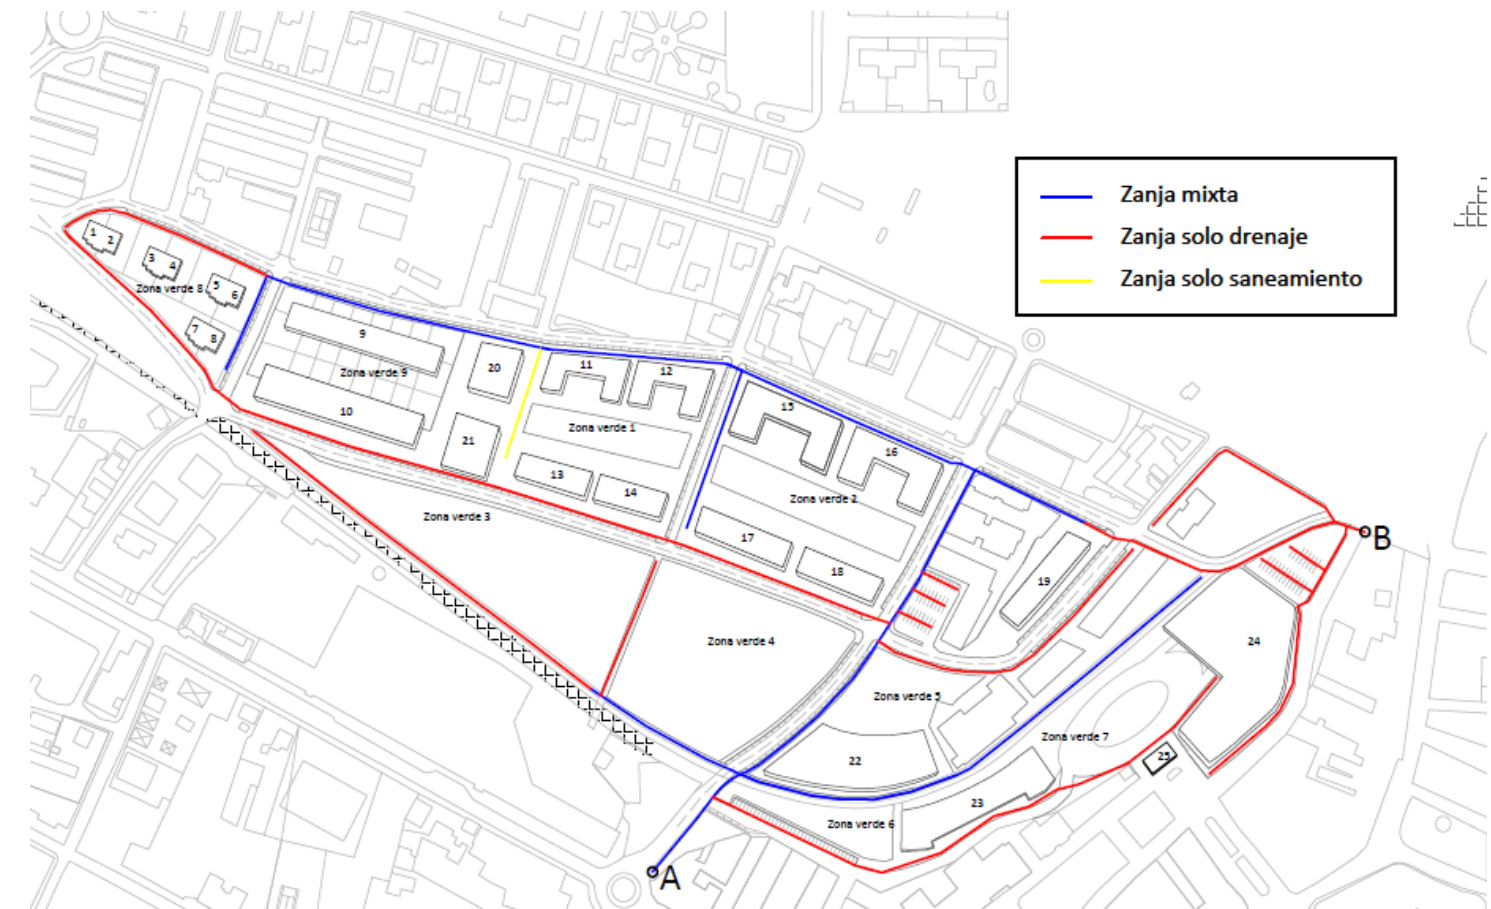 Zanja mixta
Zanja solo drenaje
Zanja solo saneamiento
1
2
3
4
5
6
Zona verde 8
7
8
9
Zona verde 9
10
20
21
11
12
Zona verde 1
13
14
15
16
Zona verde 2
17
18
Zona verde 3
Zona verde 4
19
B
24
Zona verde 5
Zona verde 7
22
25
23
Zona verde 6
A